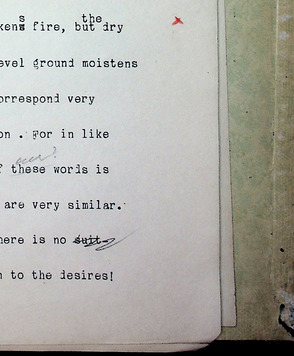 s the
kens fire, but dry
evel ground moistens
orrespond very
on . For in like
f these words is
are very similar.
here is no suit
n to the desires!